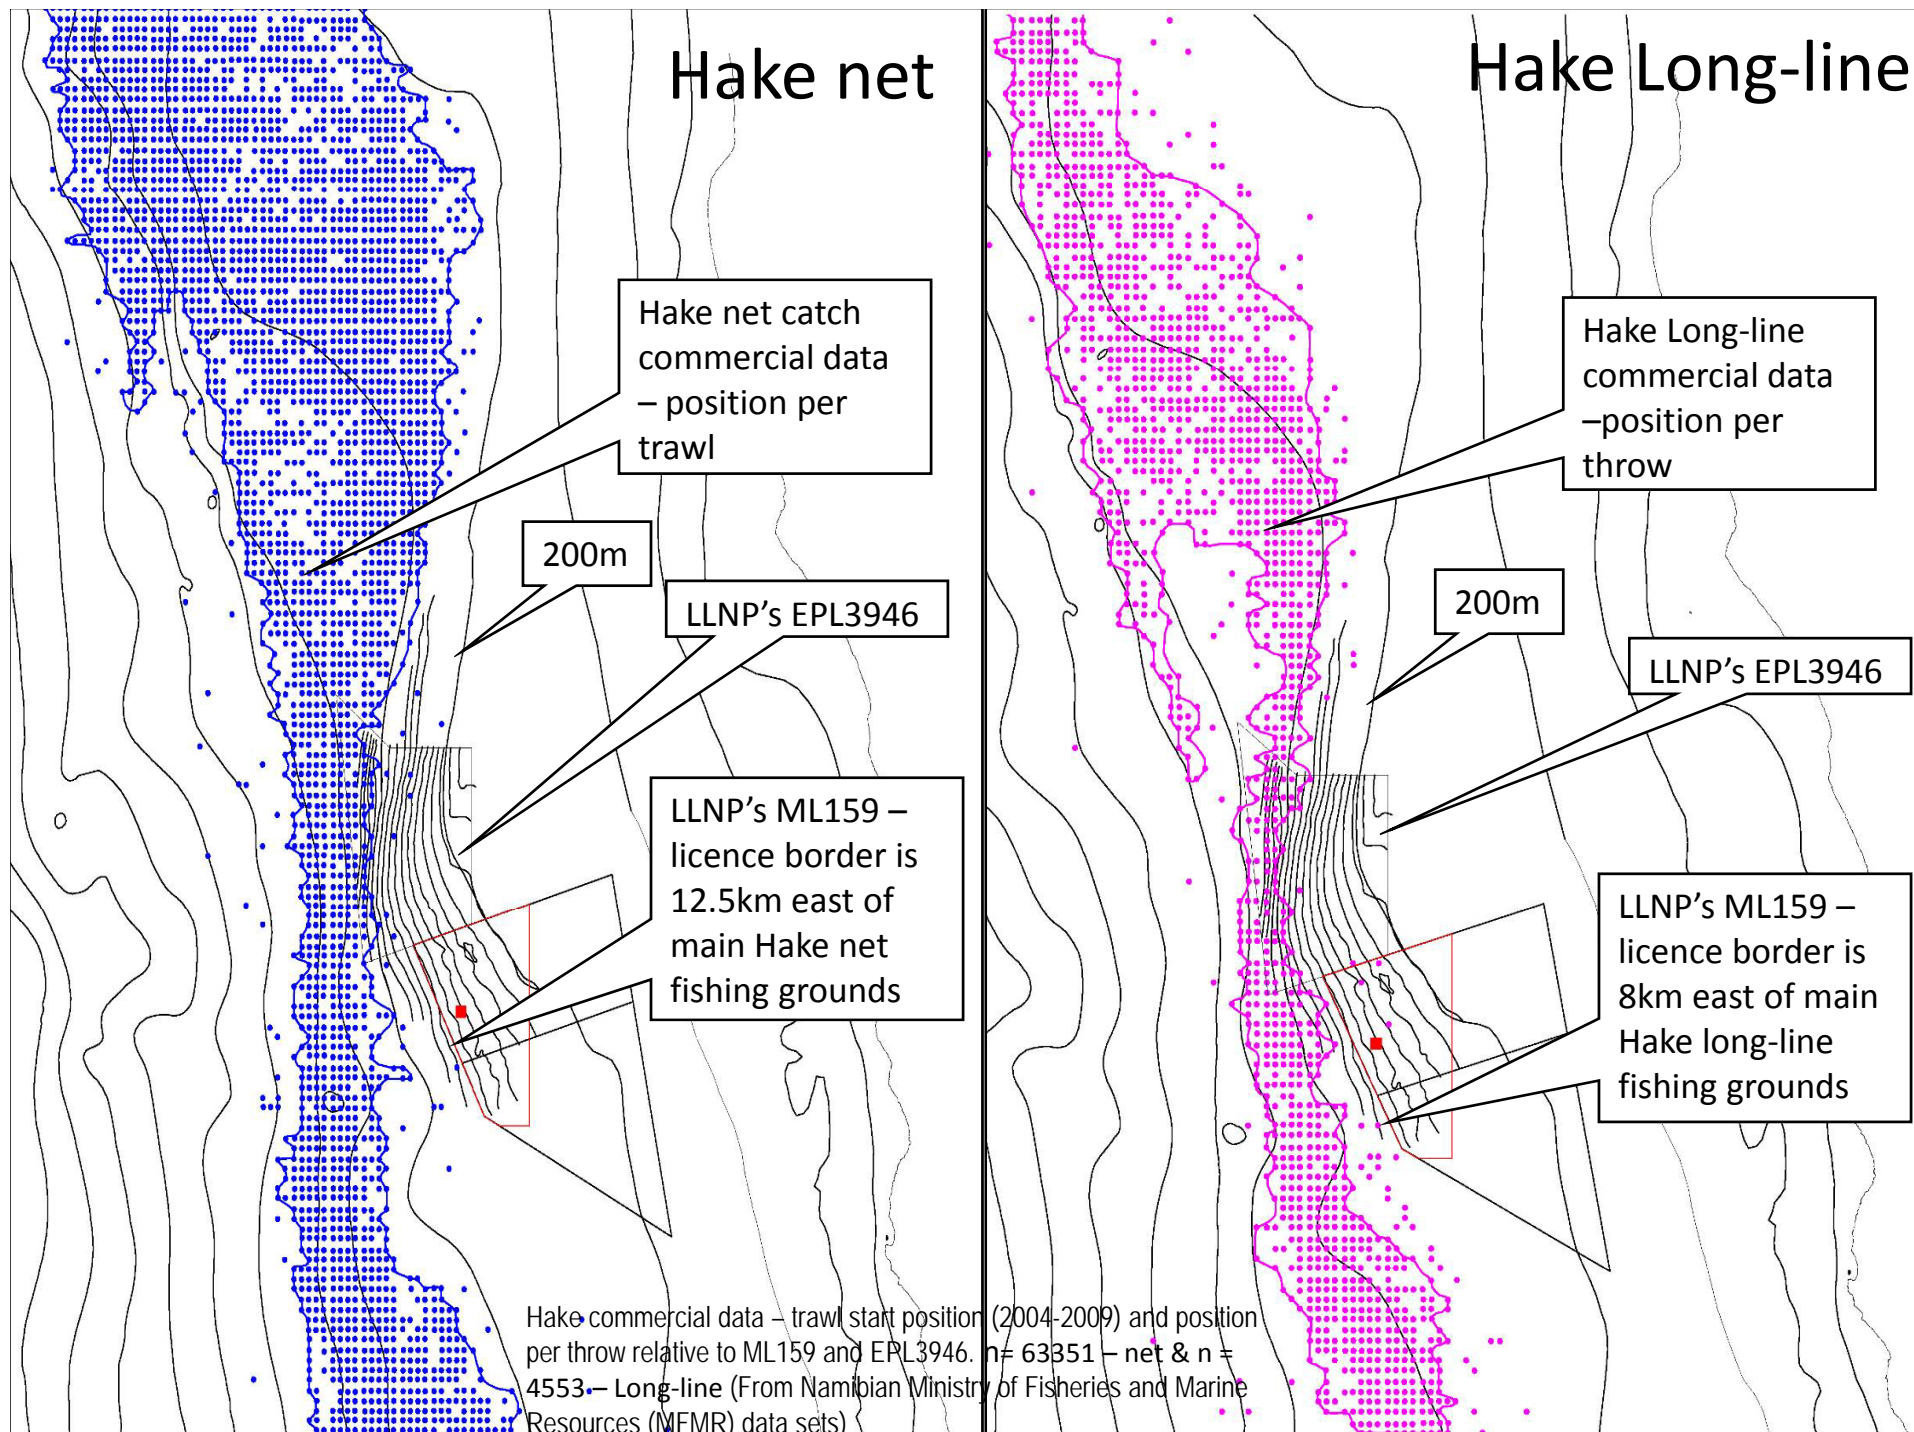 Hake net
Hake net catch
commercial data
– position per
trawl
200m
LLNP's EPL3946
LLNP's ML159 –
licence border is
12.5km east of
main Hake net
fishing grounds
Hake Long-line
Hake Long-line
commercial data
–position per
throw
200m
LLNP's EPL3946
LLNP's ML159 –
licence border is
8km east of main
Hake long-line
fishing grounds
Hake commercial data – trawl start position (2004-2009) and position
per throw relative to ML159 and EPL3946. n= 63351 – net & n =
4553 – Long-line (From Namibian Ministry of Fisheries and Marine
Resources (MFMR) data sets)